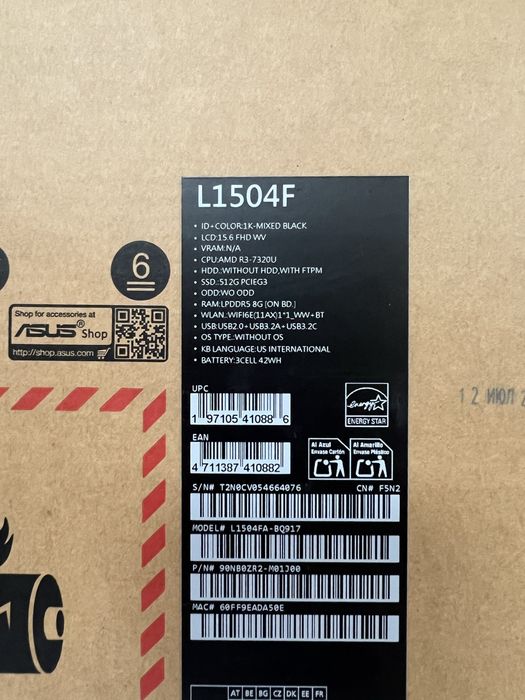 L1504F
• ID+COLOR:1K-MIXED BLACK
• LCD:15.6 FHD WV
• VRAM:N/A
• CPU:AMD R3-7320U
• HDD.:WITHOUT HDD,WITH FTPM
• SSD.:512G PCIEG3
• ODD:WO ODD
• RAM:LPDDR5 8G [ON BD.]
• WLAN.:WIFI6E(11AX)1*1_WW+BT
• USB:USB2.0+USB3.2A+USB3.2C
• OS TYPE.:WITHOUT OS
• KB LANGUAGE:US INTERNATIONAL
• BATTERY:3CELL 42WH
6
Shop for accessories at
ASUS® Shop
http://shop.asus.com
UPC
1 97105 41088 6
energy
ENERGY STAR
EAN
4 711387 410882
Al Azul
Envase Cartón
Al Amarillo
Envase Plástico
S/N# T2N0CV054664076 CN# F5N2
MODEL# L1504FA-BQ917
P/N# 90NB0ZR2-M01J00
MAC# 60FF9EADA50E
AT BE BG CZ DK EE FR
1 2 ИЮЛ 2